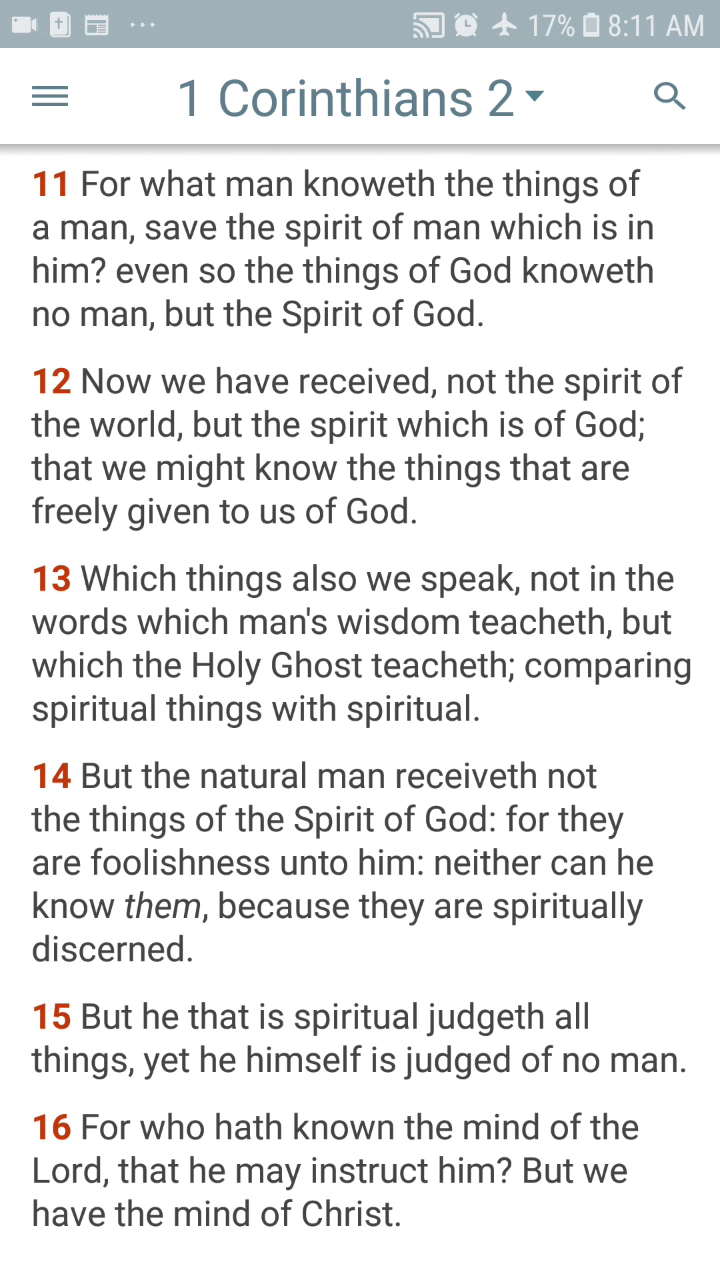 17% 8:11 AM
1 Corinthians 2
11 For what man knoweth the things of
a man, save the spirit of man which is in
him? even so the things of God knoweth
no man, but the Spirit of God.
12 Now we have received, not the spirit of
the world, but the spirit which is of God;
that we might know the things that are
freely given to us of God.
13 Which things also we speak, not in the
words which man's wisdom teacheth, but
which the Holy Ghost teacheth; comparing
spiritual things with spiritual.
14 But the natural man receiveth not
the things of the Spirit of God: for they
are foolishness unto him: neither can he
know them, because they are spiritually
discerned.
15 But he that is spiritual judgeth all
things, yet he himself is judged of no man.
16 For who hath known the mind of the
Lord, that he may instruct him? But we
have the mind of Christ.